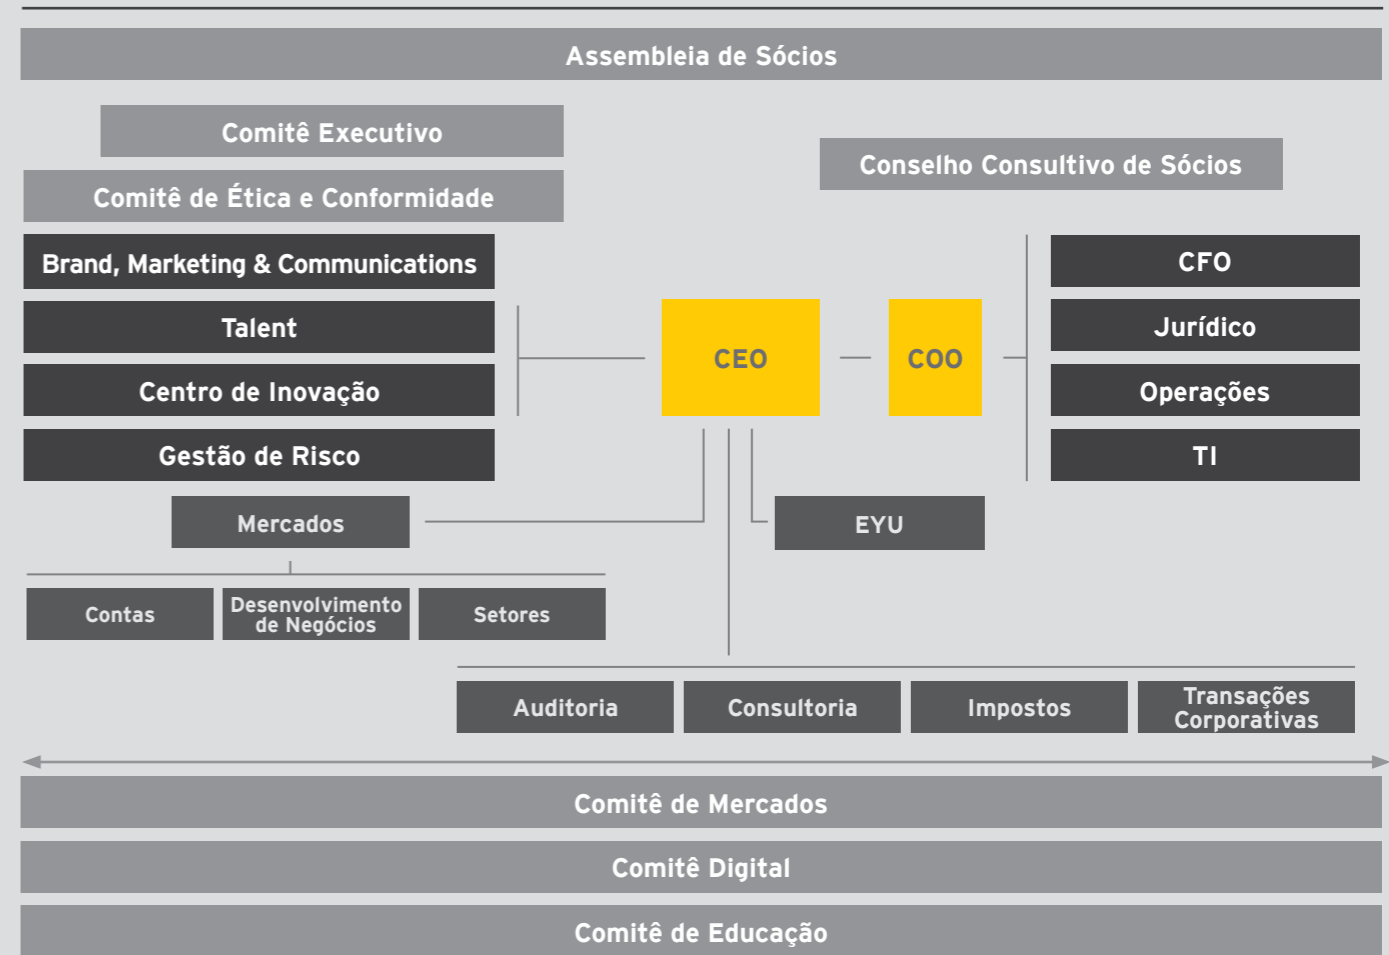 Assembleia de Sócios
Comitê Executivo
Conselho Consultivo de Sócios
Comitê de Ética e Conformidade
Brand, Marketing & Communications
Talent
Centro de Inovação
Gestão de Risco
CEO
COO
CFO
Jurídico
Operações
TI
Mercados
EYU
Contas
Desenvolvimento
de Negócios
Setores
Auditoria
Consultoria
Impostos
Transações
Corporativas
Comitê de Mercados
Comitê Digital
Comitê de Educação